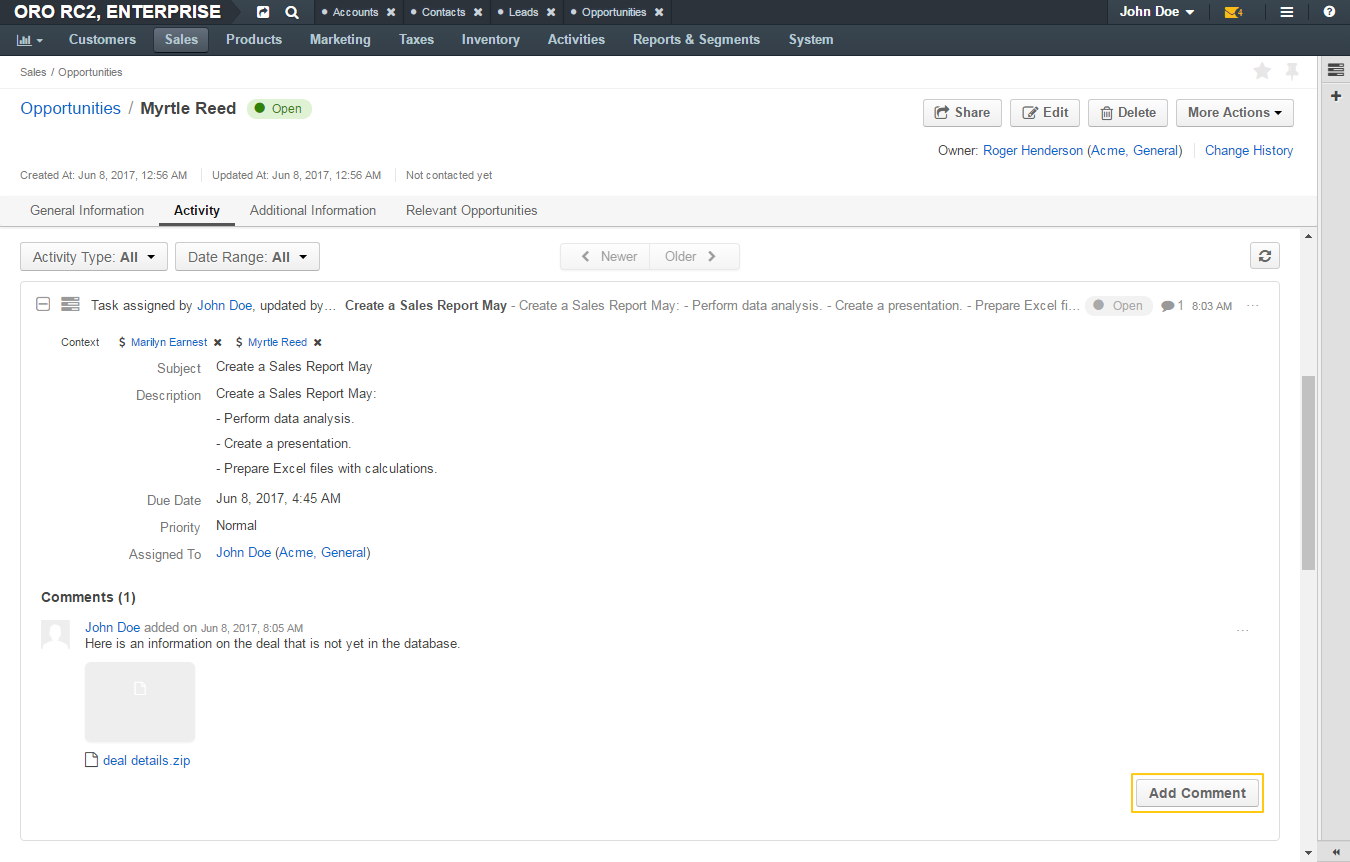 ORO RC2, ENTERPRISE Accounts Contacts Leads Opportunities John Doe 4
Customers Sales Products Marketing Taxes Inventory Activities Reports & Segments System
Sales / Opportunities
Opportunities / Myrtle Reed Open
Share Edit Delete More Actions
Owner: Roger Henderson (Acme, General) Change History
Created At: Jun 8, 2017, 12:56 AM Updated At: Jun 8, 2017, 12:56 AM Not contacted yet
General Information Activity Additional Information Relevant Opportunities
Activity Type: All Date Range: All Newer Older
Task assigned by John Doe, updated by… Create a Sales Report May - Create a Sales Report May: - Perform data analysis. - Create a presentation. - Prepare Excel fi… Open 1 8:03 AM ...
Context $ Marilyn Earnest $ Myrtle Reed
Subject Create a Sales Report May
Description Create a Sales Report May:
- Perform data analysis.
- Create a presentation.
- Prepare Excel files with calculations.
Due Date Jun 8, 2017, 4:45 AM
Priority Normal
Assigned To John Doe (Acme, General)
Comments (1)
John Doe added on Jun 8, 2017, 8:05 AM ...
Here is an information on the deal that is not yet in the database.
deal details.zip
Add Comment